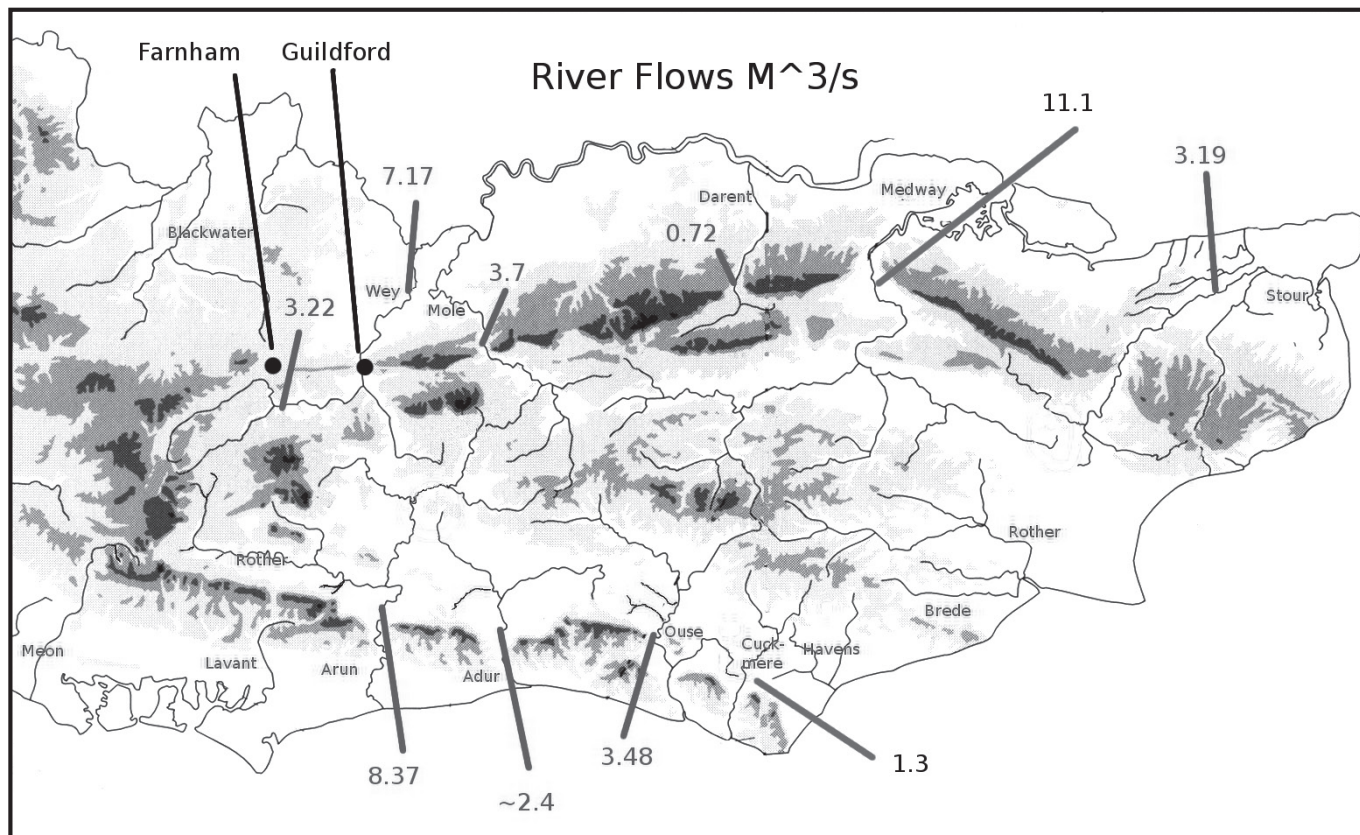 Farnham
Guildford
River Flows M^3/s
11.1
3.19
7.17
Darent
Medway
Blackwater
0.72
3.7
Wey
Mole
Stour
3.22
Rother
Rother
Brede
Ouse
Cuck-
mere
Havens
Meon
Lavant
Arun
Adur
3.48
1.3
8.37
~2.4